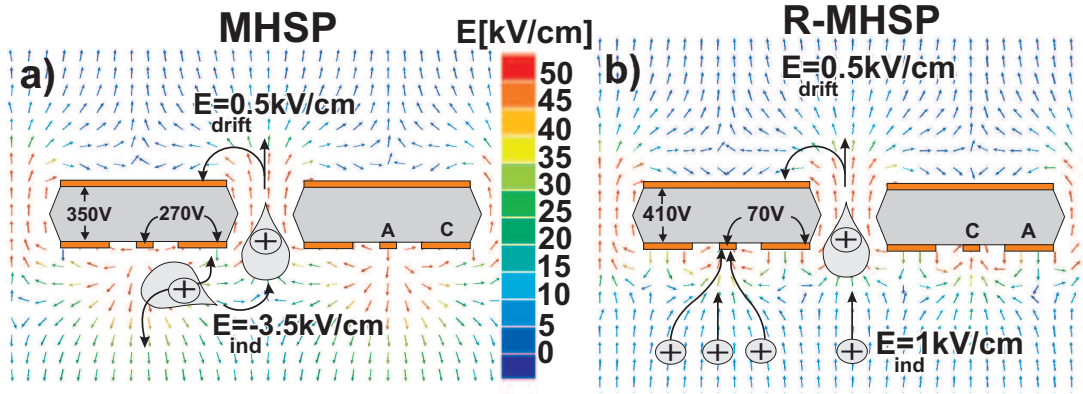 MHSP
R-MHSP
a)
E[kV/cm]
b)
E=0.5kV/cm
drift
50
45
40
35
30
25
20
15
10
5
0
E=0.5kV/cm
drift
350V
270V
A
C
410V
70V
C
A
+
+
E=-3.5kV/cm
ind
+
+
+
+
+
E=1kV/cm
ind